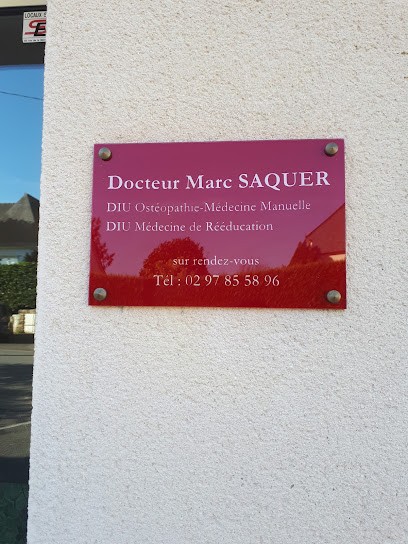 LOCAUX
Docteur Marc SAQUER
DIU Ostéopathie-Médecine Manuelle
DIU Médecine de Rééducation
sur rendez-vous
Tél : 02 97 85 58 96